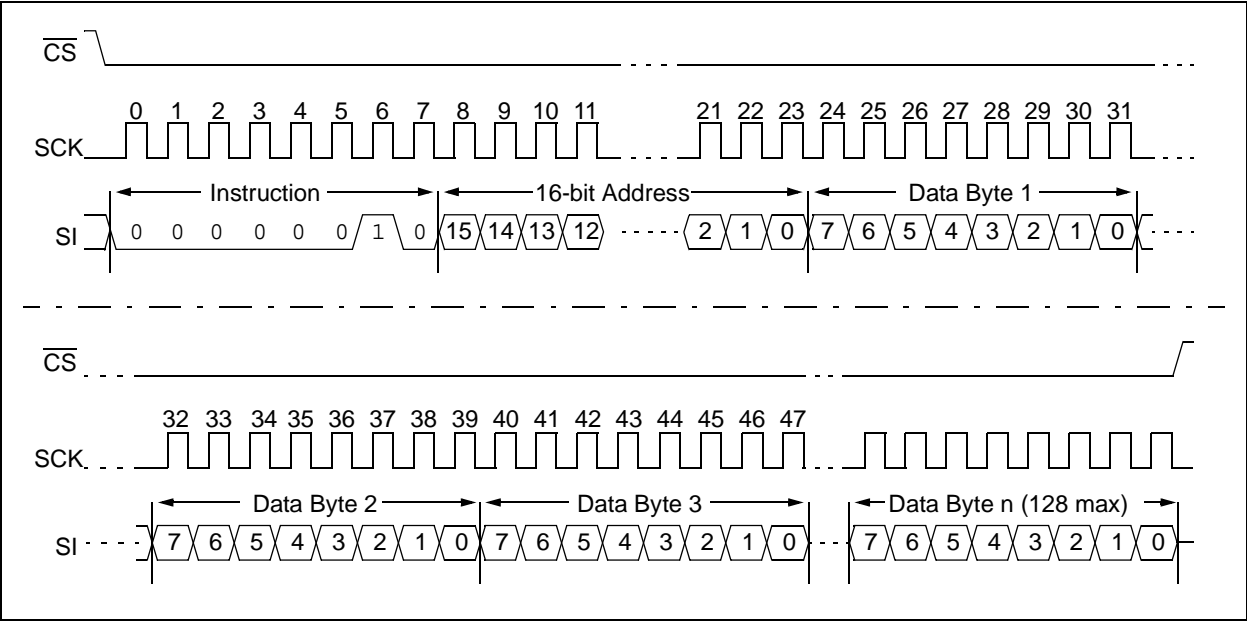 CS
0 1 2 3 4 5 6 7 8 9 10 11 21 22 23 24 25 26 27 28 29 30 31
SCK
Instruction 16-bit Address Data Byte 1
SI 0 0 0 0 0 0 1 0 15 14 13 12 2 1 0 7 6 5 4 3 2 1 0
CS
32 33 34 35 36 37 38 39 40 41 42 43 44 45 46 47
SCK
Data Byte 2 Data Byte 3 Data Byte n (128 max)
SI 7 6 5 4 3 2 1 0 7 6 5 4 3 2 1 0 7 6 5 4 3 2 1 0